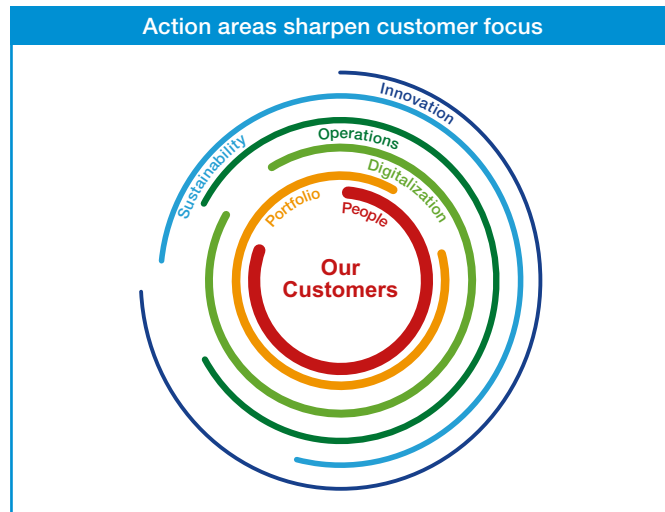 Action areas sharpen customer focus
Innovation
Operations
Sustainability
Digitalization
Portfolio
People
Our
Customers